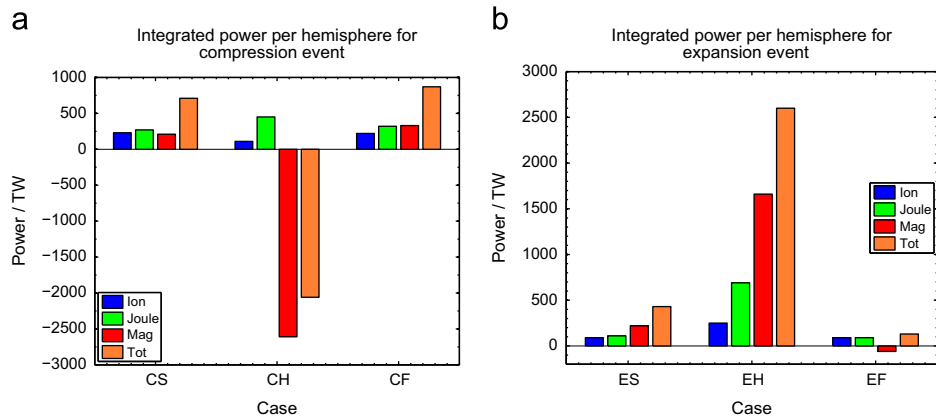 a
Integrated power per hemisphere for
compression event
1000
500
0
−500
−1000
−1500
−2000
−2500
−3000
Power / TW
Ion
Joule
Mag
Tot
CS
CH
CF
Case
b
Integrated power per hemisphere for
expansion event
3000
2500
2000
1500
1000
500
0
Power / TW
Ion
Joule
Mag
Tot
ES
EH
EF
Case